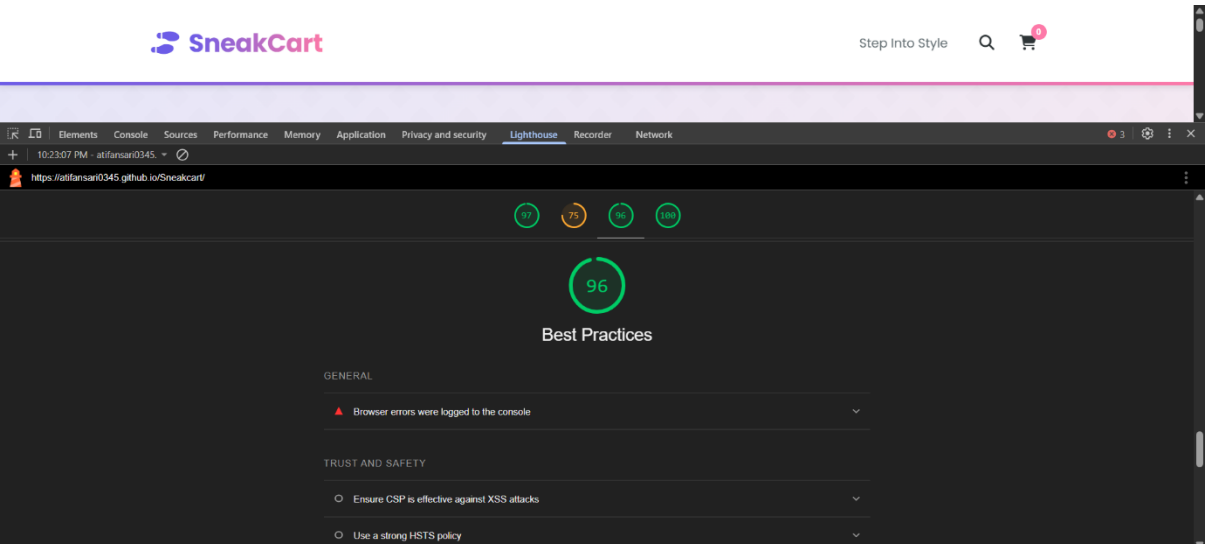 SneakCart
Step Into Style
0
Elements Console Sources Performance Memory Application Privacy and security Lighthouse Recorder Network 3
10:23:07 PM - atifansari0345.
https://atifansari0345.github.io/Sneakcart/
97 75 96 100
96
Best Practices
GENERAL
Browser errors were logged to the console
TRUST AND SAFETY
Ensure CSP is effective against XSS attacks
Use a strong HSTS policy